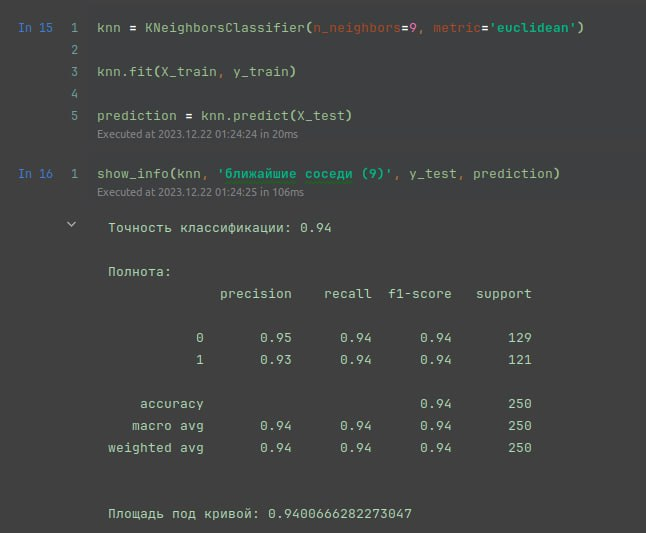 In 15 1 knn = KNeighborsClassifier(n_neighbors=9, metric='euclidean')
2
3 knn.fit(X_train, y_train)
4
5 prediction = knn.predict(X_test)
Executed at 2023.12.22 01:24:24 in 20ms
In 16 1 show_info(knn, 'ближайшие соседи (9)', y_test, prediction)
Executed at 2023.12.22 01:24:25 in 106ms
Точность классификации: 0.94
Полнота:
precision recall f1-score support
0 0.95 0.94 0.94 129
1 0.93 0.94 0.94 121
accuracy 0.94 250
macro avg 0.94 0.94 0.94 250
weighted avg 0.94 0.94 0.94 250
Площадь под кривой: 0.9400666282273047